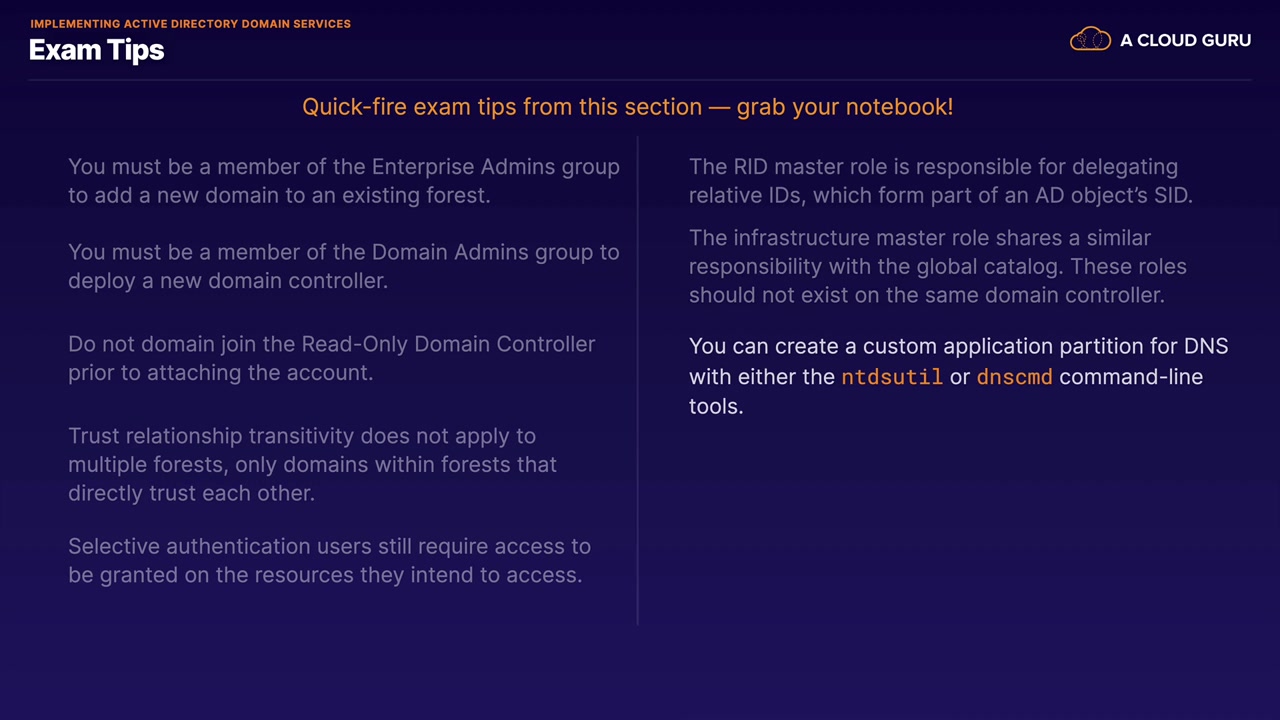 IMPLEMENTING ACTIVE DIRECTORY DOMAIN SERVICES
Exam Tips
A CLOUD GURU
Quick-fire exam tips from this section — grab your notebook!
You must be a member of the Enterprise Admins group
to add a new domain to an existing forest.
You must be a member of the Domain Admins group to
deploy a new domain controller.
Do not domain join the Read-Only Domain Controller
prior to attaching the account.
Trust relationship transitivity does not apply to
multiple forests, only domains within forests that
directly trust each other.
Selective authentication users still require access to
be granted on the resources they intend to access.
The RID master role is responsible for delegating
relative IDs, which form part of an AD object’s SID.
The infrastructure master role shares a similar
responsibility with the global catalog. These roles
should not exist on the same domain controller.
You can create a custom application partition for DNS
with either the ntdsutil or dnscmd command-line
tools.